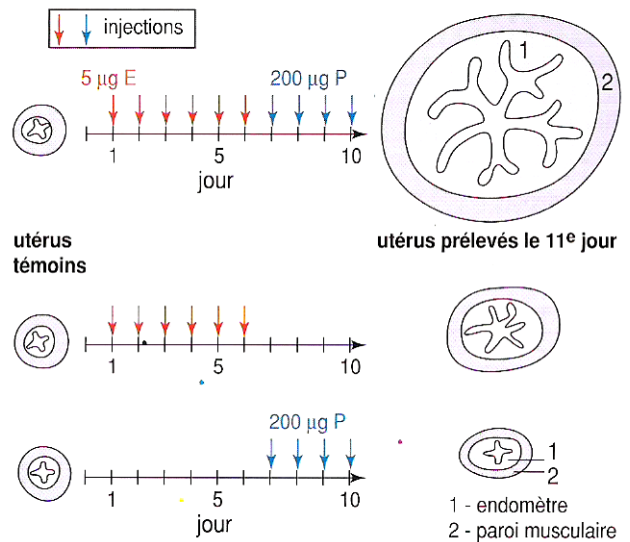 injections
5 µg E
200 µg P
1
5
10
jour
1
2
utérus
témoins
utérus prélevés le 11e jour
1
5
10
200 µg P
1
5
10
jour
1
2
1 - endomètre
2 - paroi musculaire